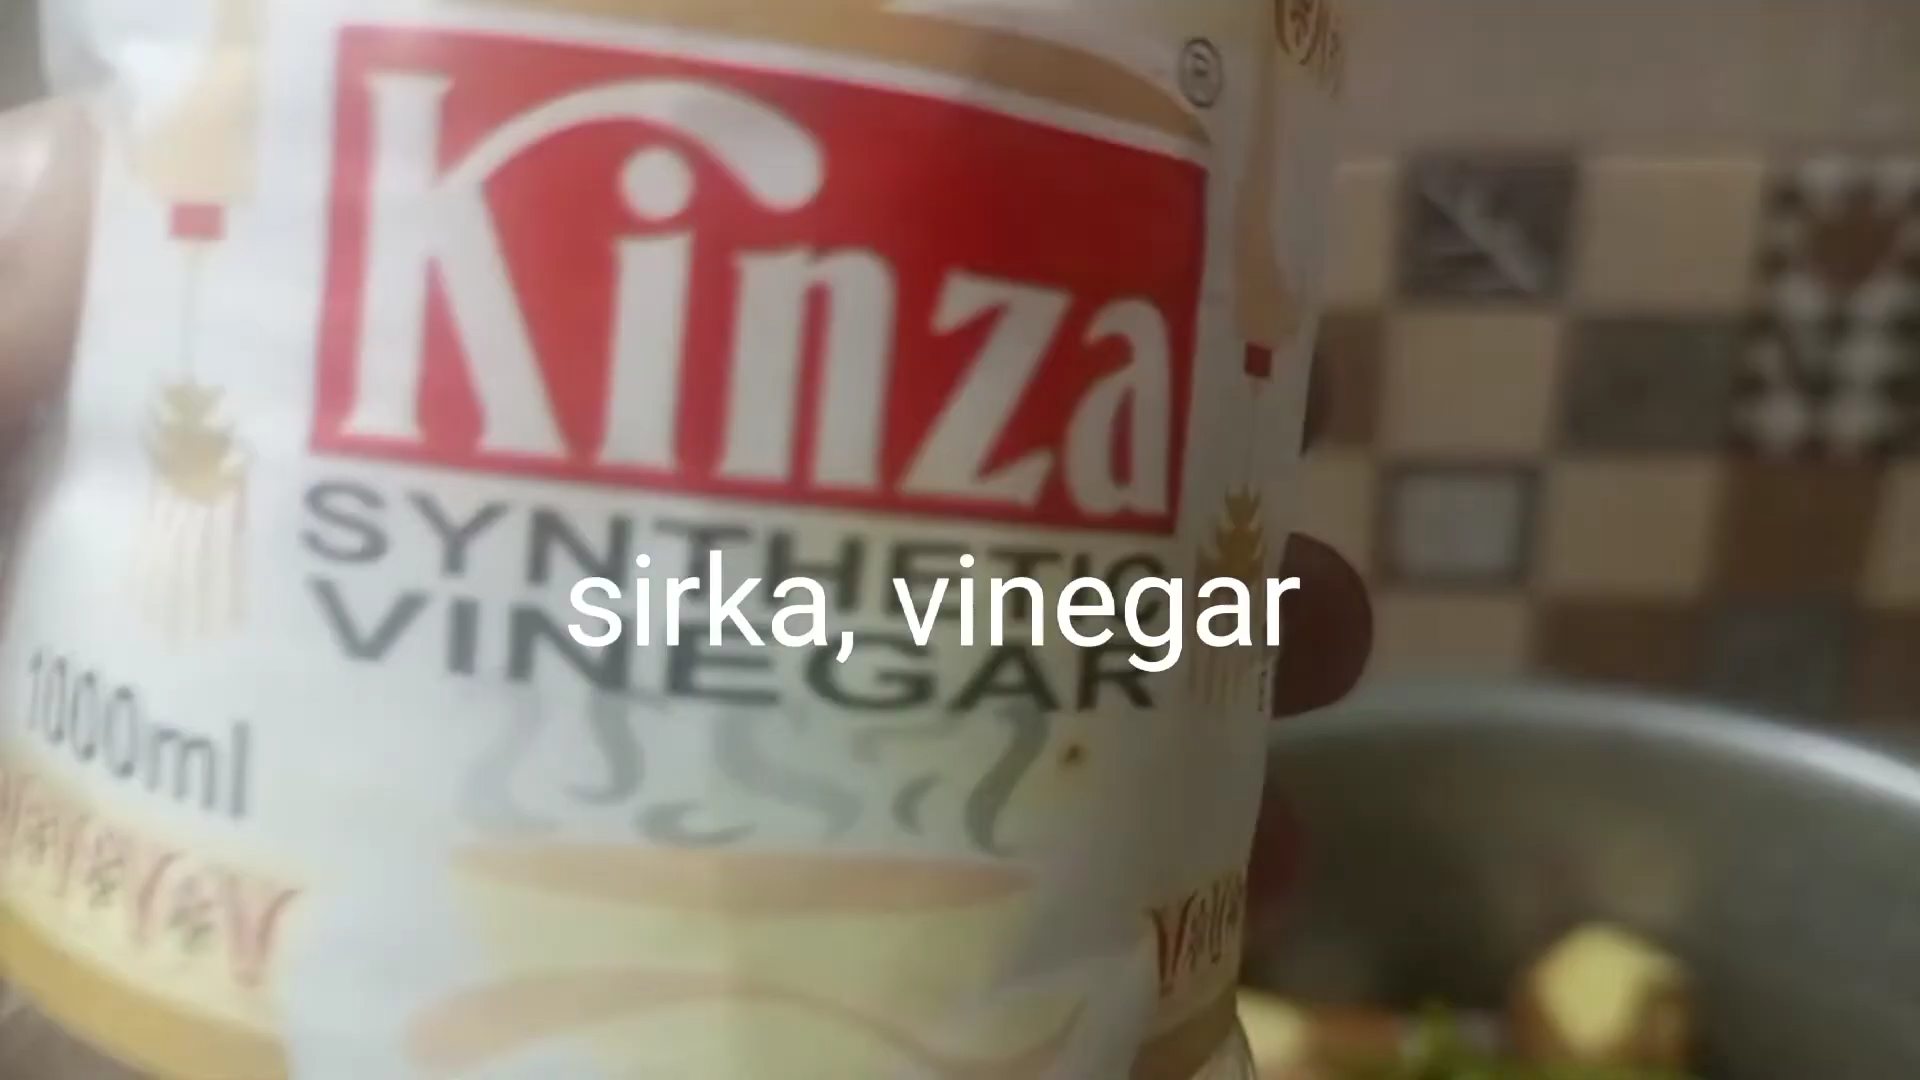 Kinza
®
SYNTHETIC
VINEGAR
sirka, vinegar
1000ml